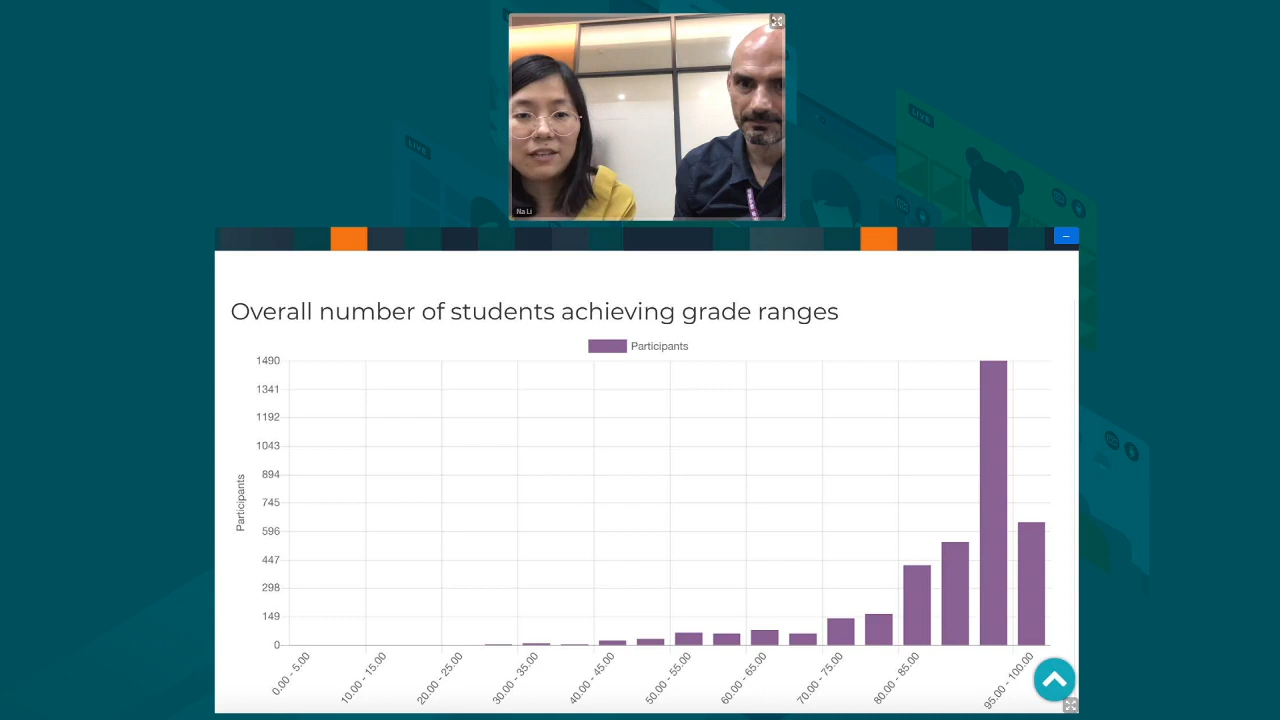 LIVE
LIVE
Na Li
Overall number of students achieving grade ranges
Participants
1490
1341
1192
1043
894
745
596
447
298
149
0
Participants
0.00 - 5.00
10.00 - 15.00
20.00 - 25.00
30.00 - 35.00
40.00 - 45.00
50.00 - 55.00
60.00 - 65.00
70.00 - 75.00
80.00 - 85.00
95.00 - 100.00